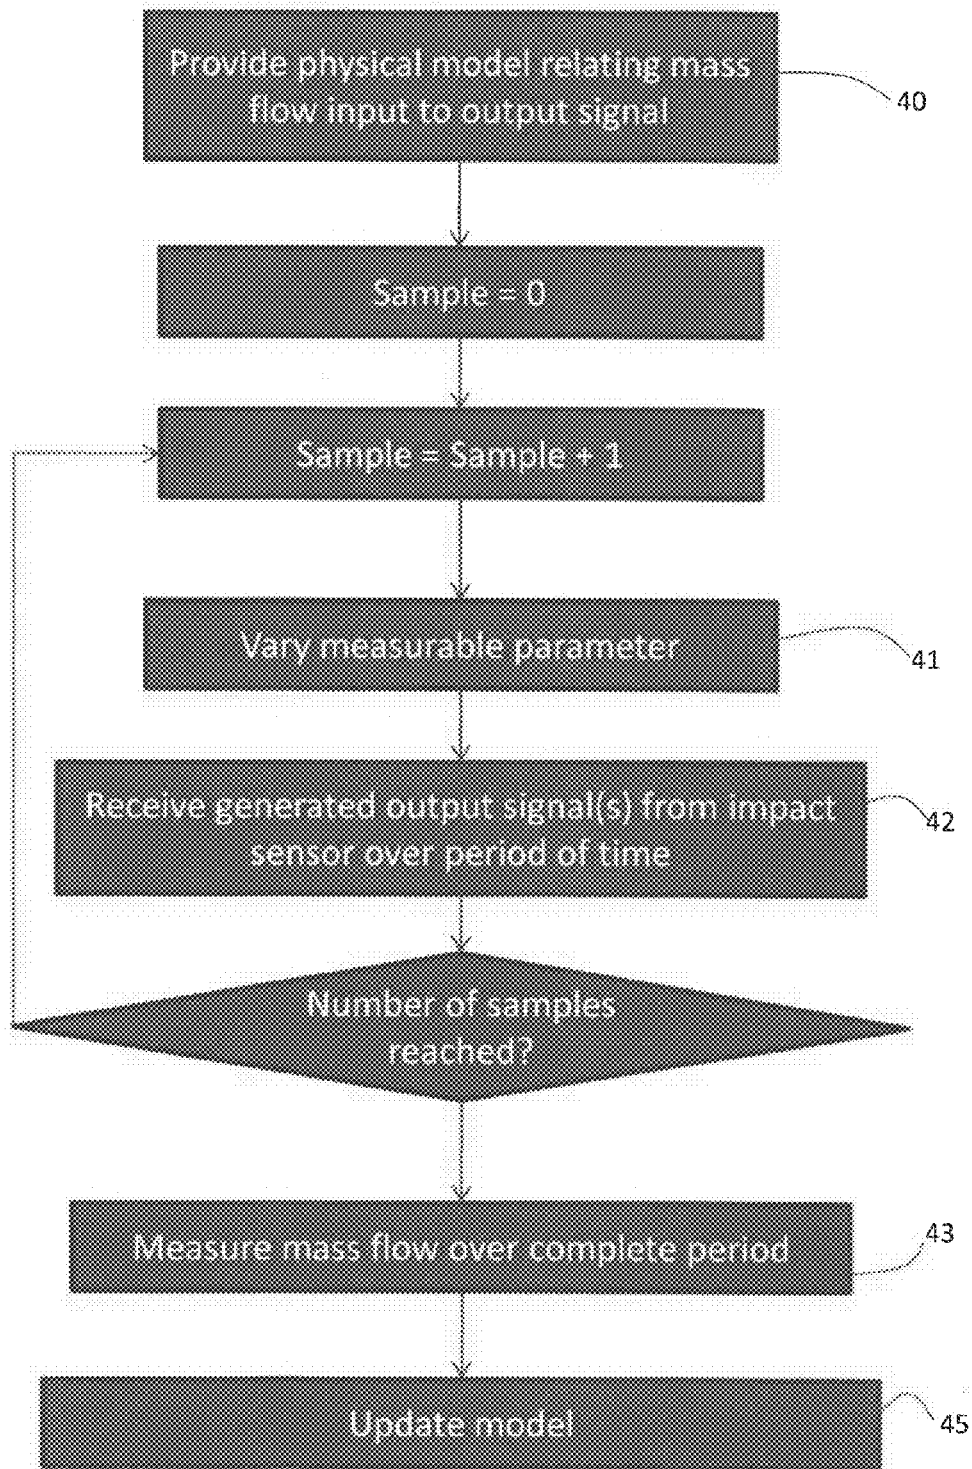 Provide physical model relating mass
flow input to output signal
40
Sample = 0
Sample = Sample + 1
Vary measurable parameter
41
Receive generated output signal(s) from impact
sensor over period of time
42
Number of samples
reached?
Measure mass flow over complete period
43
Update model
45